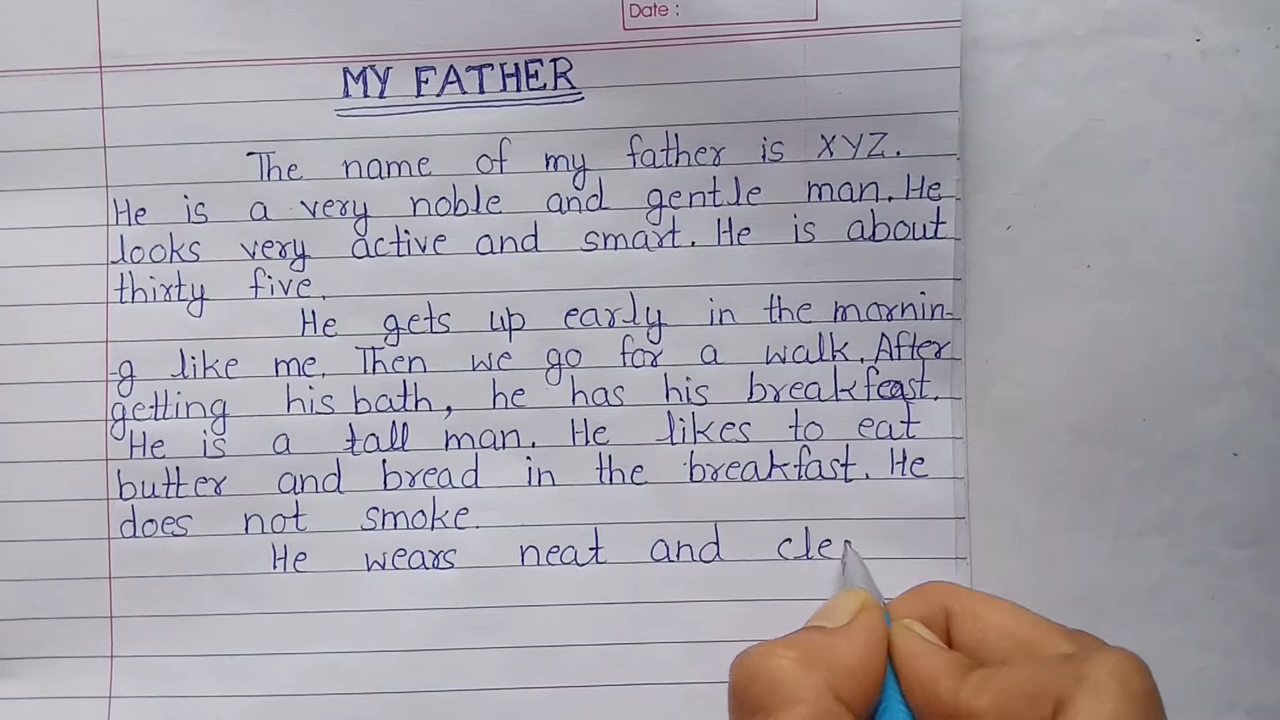 Date :
MY FATHER
The name of my father is XYZ.
He is a very noble and gentle man. He
looks very active and smart. He is about
thirty five.
He gets up early in the mornin-
-g like me. Then we go for a walk. After
getting his bath, he has his breakfeast.
He is a tall man. He likes to eat
butter and bread in the breakfast. He
does not smoke.
He wears neat and cle